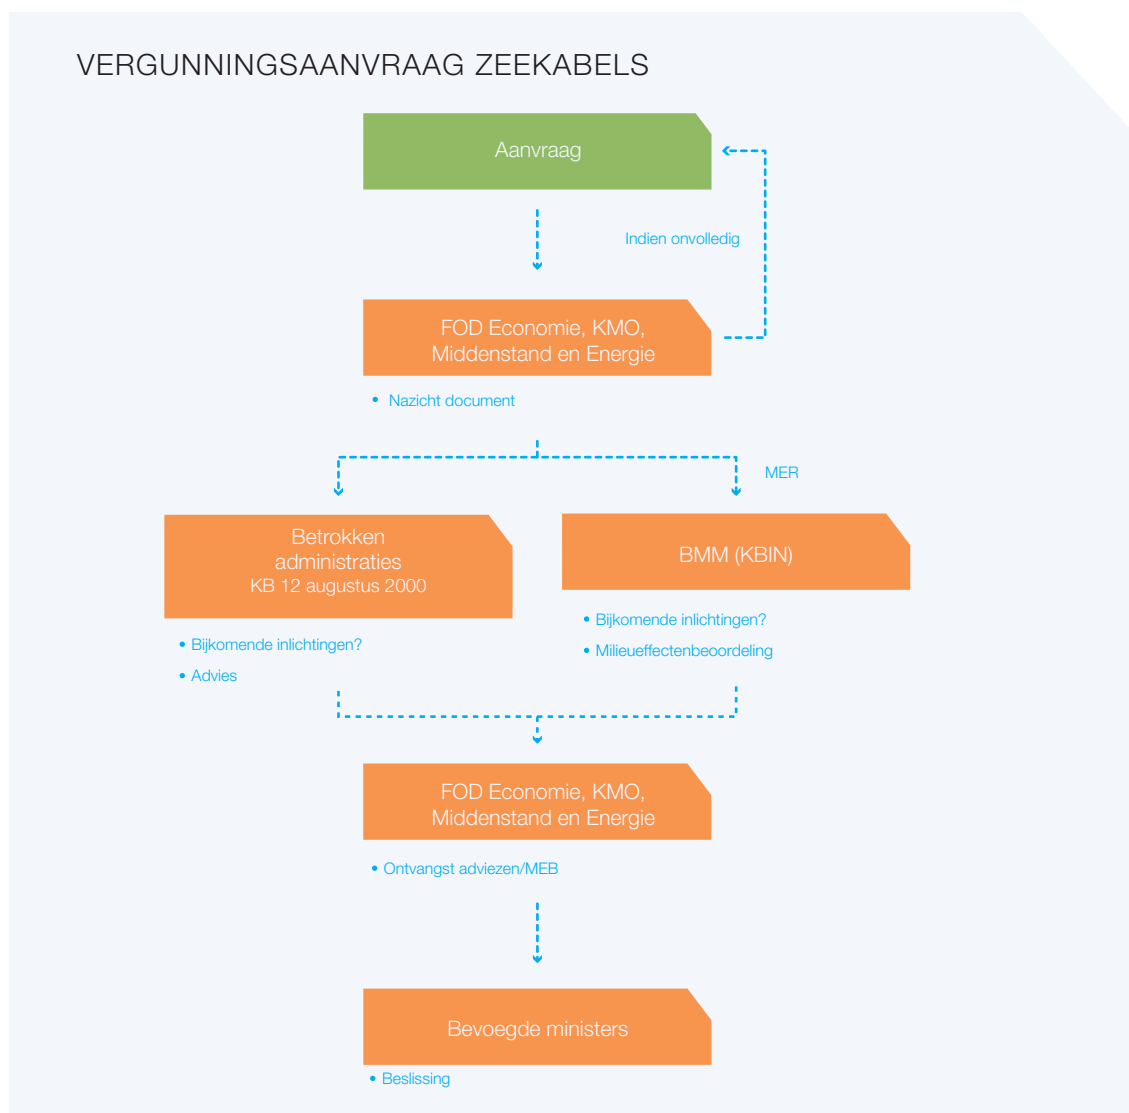 VERGUNNINGSAANVRAAG ZEEKABELS
Aanvraag
Indien onvolledig
FOD Economie, KMO,
Middenstand en Energie
• Nazicht document
MER
Betrokken
administraties
KB 12 augustus 2000
• Bijkomende inlichtingen?
• Advies
BMM (KBIN)
• Bijkomende inlichtingen?
• Milieueffectenbeoordeling
FOD Economie, KMO,
Middenstand en Energie
• Ontvangst adviezen/MEB
Bevoegde ministers
• Beslissing